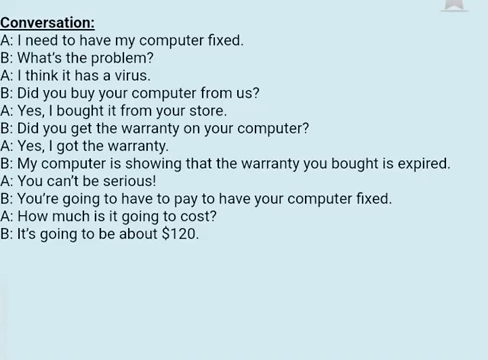 Conversation:
A: I need to have my computer fixed.
B: What's the problem?
A: I think it has a virus.
B: Did you buy your computer from us?
A: Yes, I bought it from your store.
B: Did you get the warranty on your computer?
A: Yes, I got the warranty.
B: My computer is showing that the warranty you bought is expired.
A: You can't be serious!
B: You're going to have to pay to have your computer fixed.
A: How much is it going to cost?
B: It's going to be about $120.